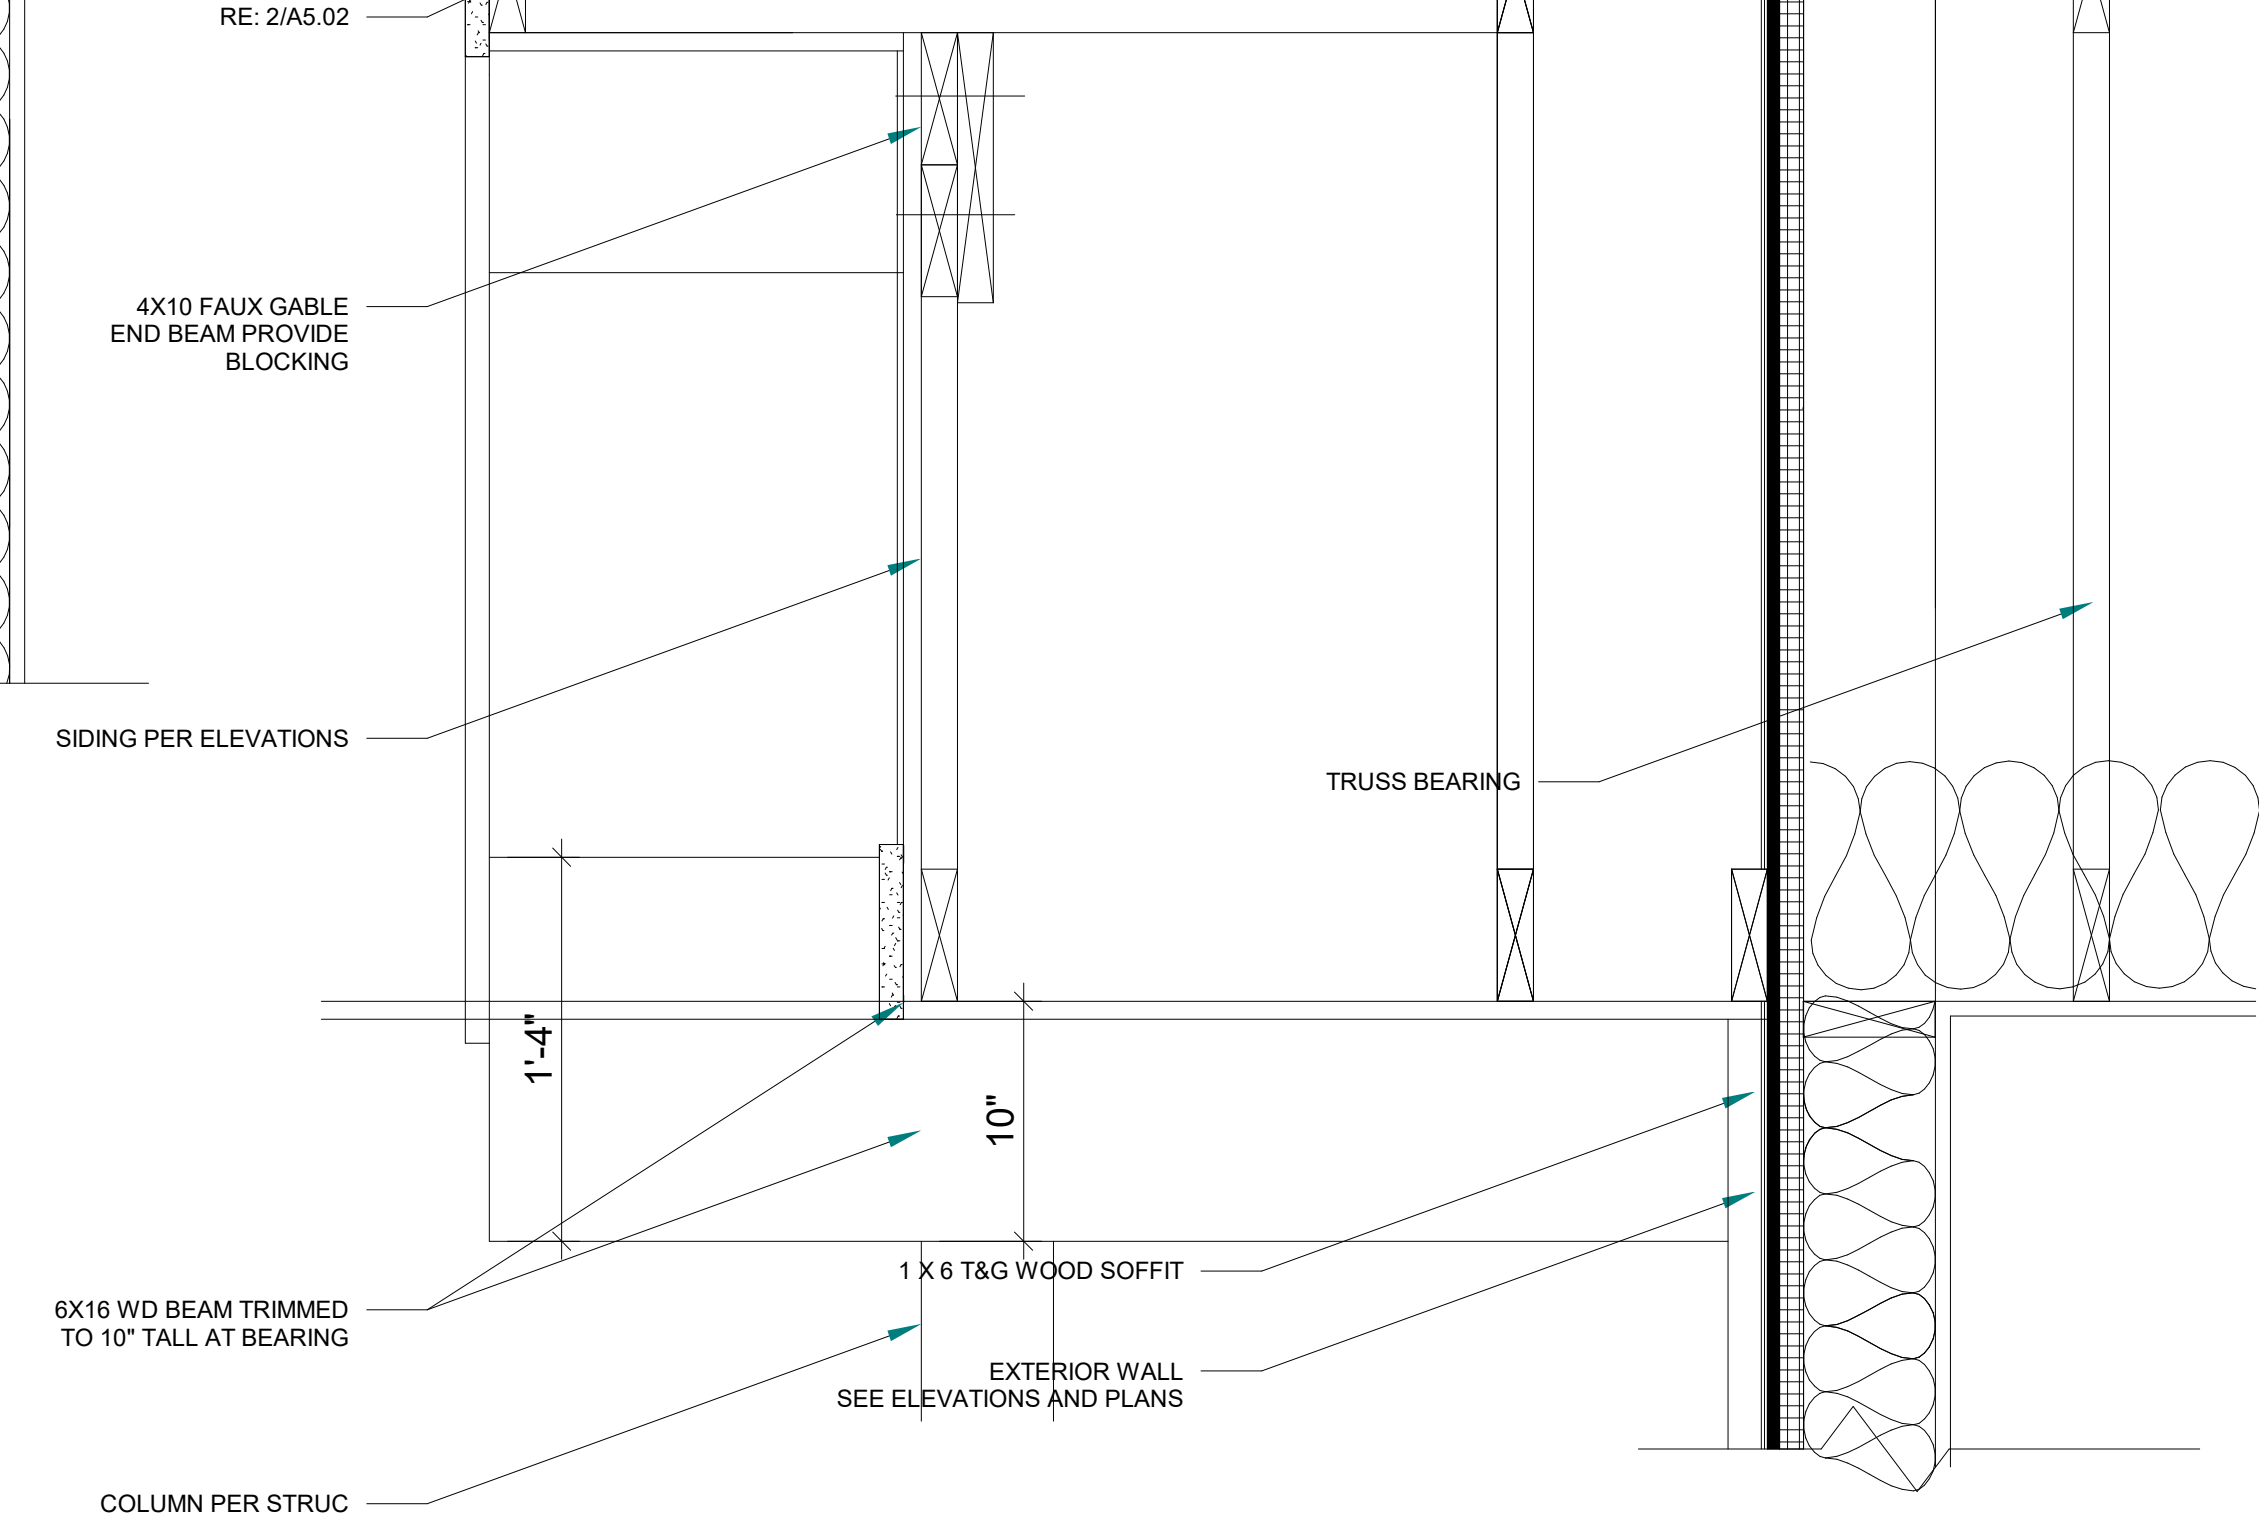 RE: 2/A5.02
4X10 FAUX GABLE
END BEAM PROVIDE
BLOCKING
SIDING PER ELEVATIONS
TRUSS BEARING
1'-4"
10"
1 X 6 T&G WOOD SOFFIT
6X16 WD BEAM TRIMMED
TO 10" TALL AT BEARING
EXTERIOR WALL
SEE ELEVATIONS AND PLANS
COLUMN PER STRUC